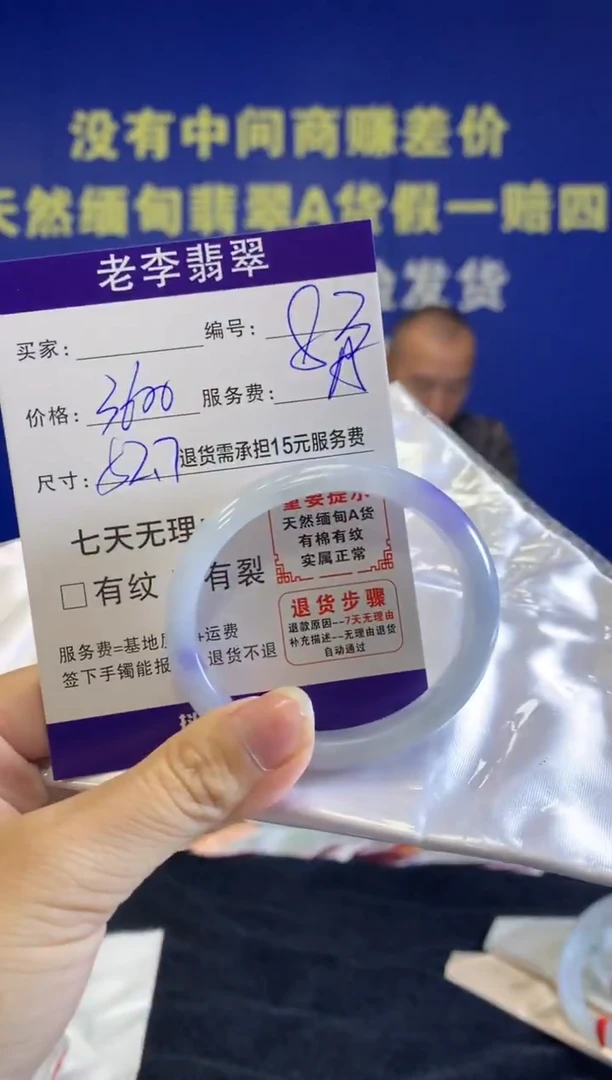 没有中间商赚差价
天然缅甸翡翠A货假一赔四
发货
老李翡翠
买家：
编号：
价格：3600
服务费：
尺寸：52.7 退货需承担15元服务费
七天无理
重要提示
天然缅甸A货
有棉有纹
实属正常
□有纹 有裂
退货步骤
退款原因--7天无理由
补充描述--无理由退货
自动通过
服务费=基地 +运费
签下手镯能报 退货不退